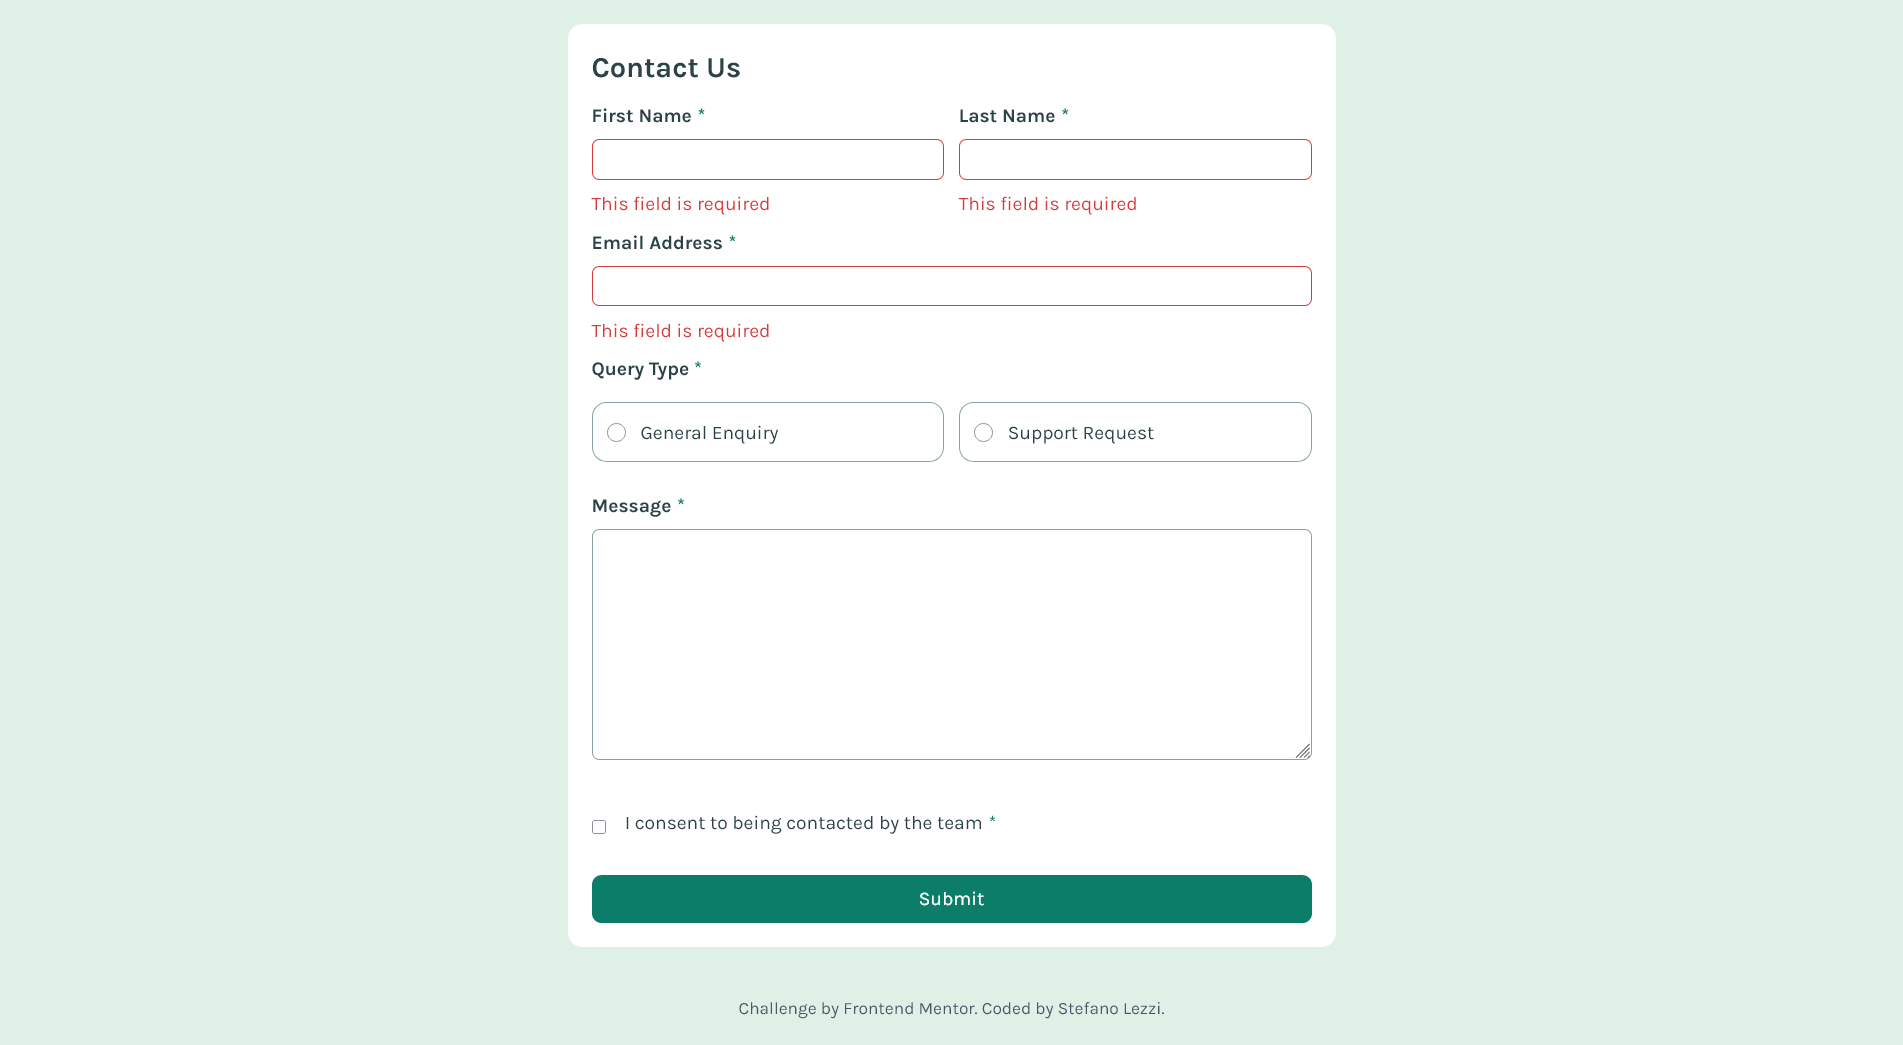 Contact Us
First Name *
Last Name *
This field is required
This field is required
Email Address *
This field is required
Query Type *
General Enquiry
Support Request
Message *
I consent to being contacted by the team *
Submit
Challenge by Frontend Mentor. Coded by Stefano Lezzi.